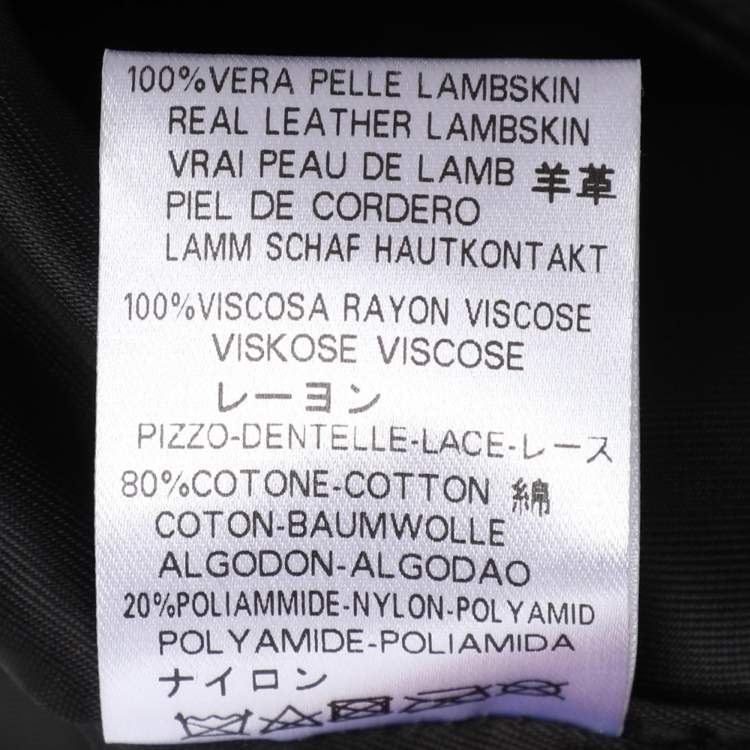 100%VERA PELLE LAMBSKIN
REAL LEATHER LAMBSKIN
VRAI PEAU DE LAMB 羊革
PIEL DE CORDERO
LAMM SCHAF HAUTKONTAKT
100%VISCOSA RAYON VISCOSE
VISKOSE VISCOSE
レーヨン
PIZZO-DENTELLE-LACE-レース
80%COTONE-COTTON 綿
COTON-BAUMWOLLE
ALGODON-ALGODAO
20%POLIAMMIDE-NYLON-POLYAMID
POLYAMIDE-POLIAMIDA
ナイロン